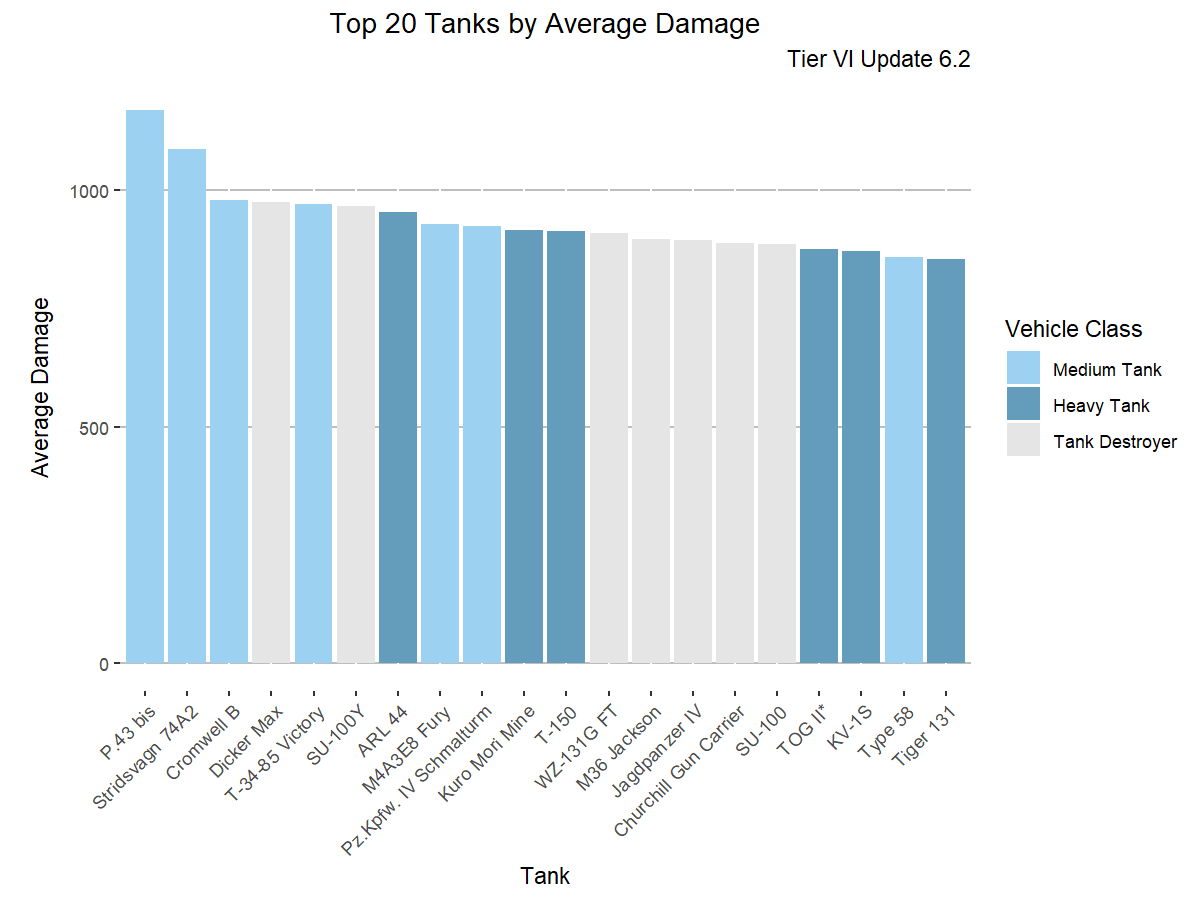 Top 20 Tanks by Average Damage
Tier VI Update 6.2
Average Damage
1000
500
0
P.43 bis
Stridsvagn 74A2
Cromwell B
Dicker Max
T-34-85 Victory
SU-100Y
ARL 44
M4A3E8 Fury
Pz.Kpfw. IV Schmalturm
Kuro Mori Mine
T-150
WZ-131G FT
M36 Jackson
Jagdpanzer IV
Churchill Gun Carrier
SU-100
TOG II*
KV-1S
Type 58
Tiger 131
Tank
Vehicle Class
Medium Tank
Heavy Tank
Tank Destroyer